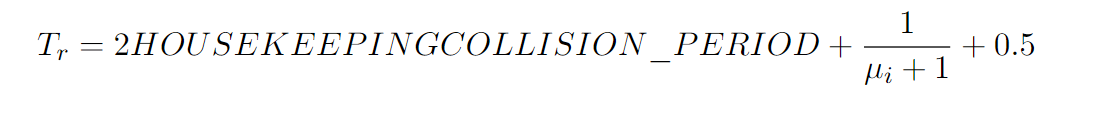 T_r = 2HOUSEKEEPINGCOLLISION_PERIOD + \frac{1}{\mu_i + 1} + 0.5